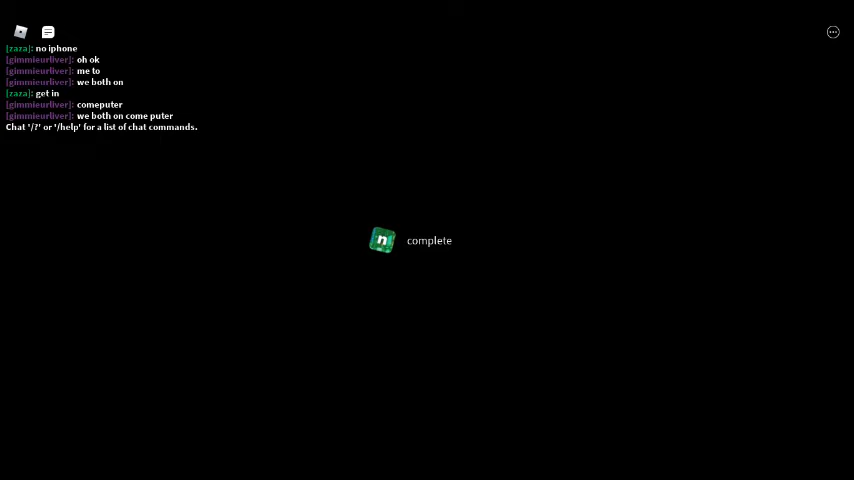 [zaza]: no iphone
[gimmieurliver]: oh ok
[gimmieurliver]: me to
[gimmieurliver]: we both on
[zaza]: get in
[gimmieurliver]: comeputer
[gimmieurliver]: we both on come puter
Chat '/?' or '/help' for a list of chat commands.
n complete